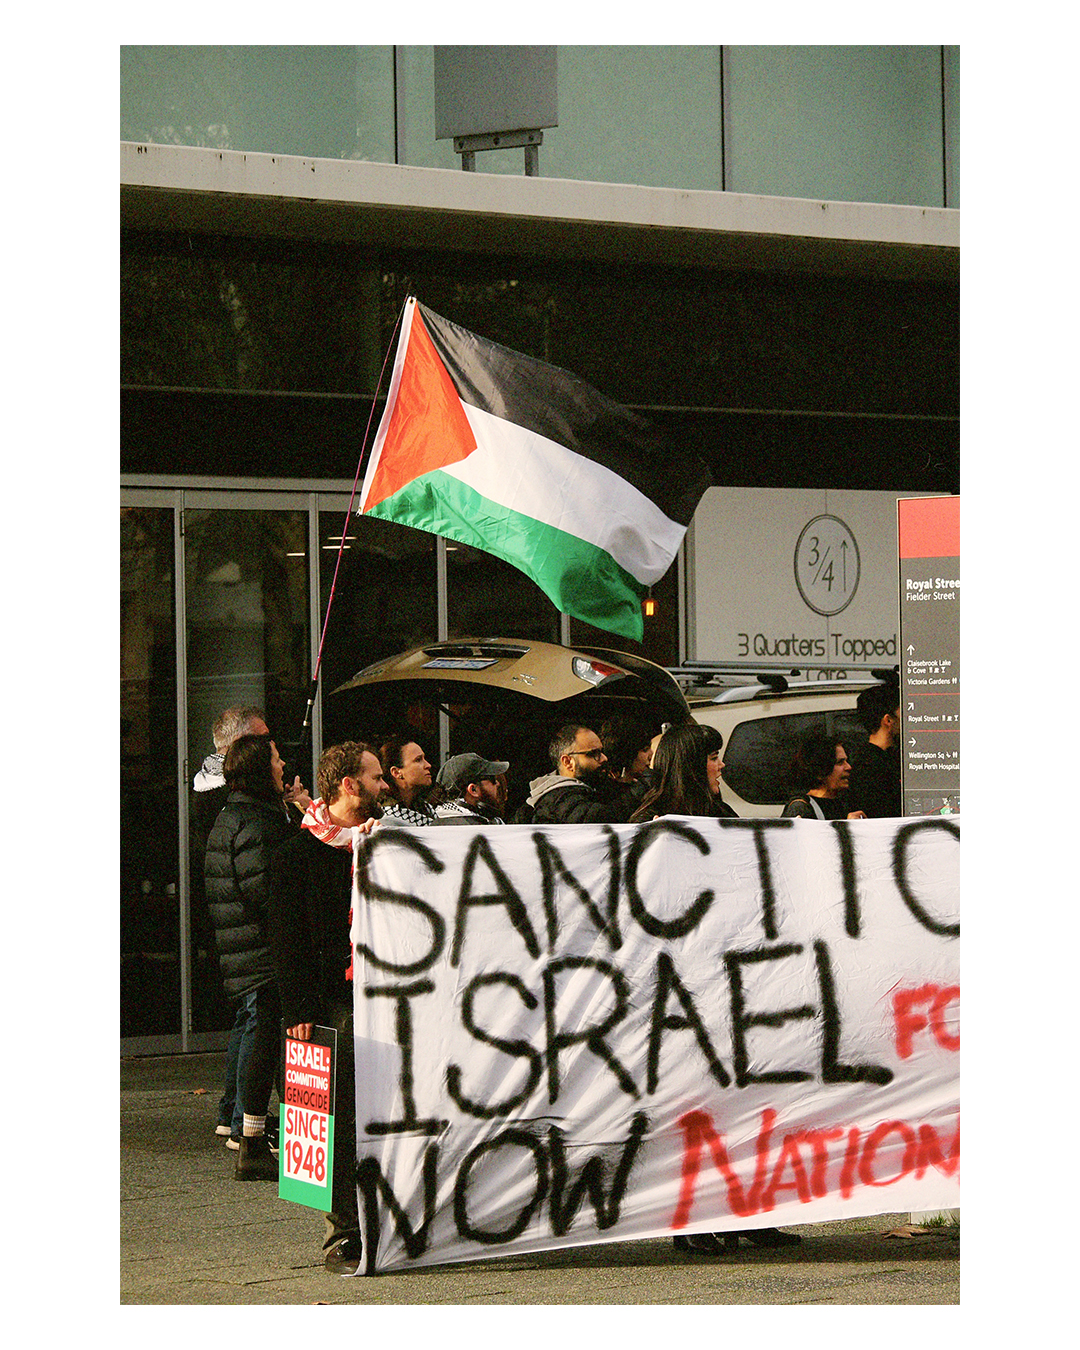 3/4
3 Quarters Topped
Care
Royal Stree
Fielder Street
Claisebrook Lake
& Cove
Victoria Gardens
Royal Street
Wellington Sq
Royal Perth Hospital
SANCTIO
ISRAEL FO
NOW NATION
ISRAEL:
COMMITTING
GENOCIDE
SINCE
1948